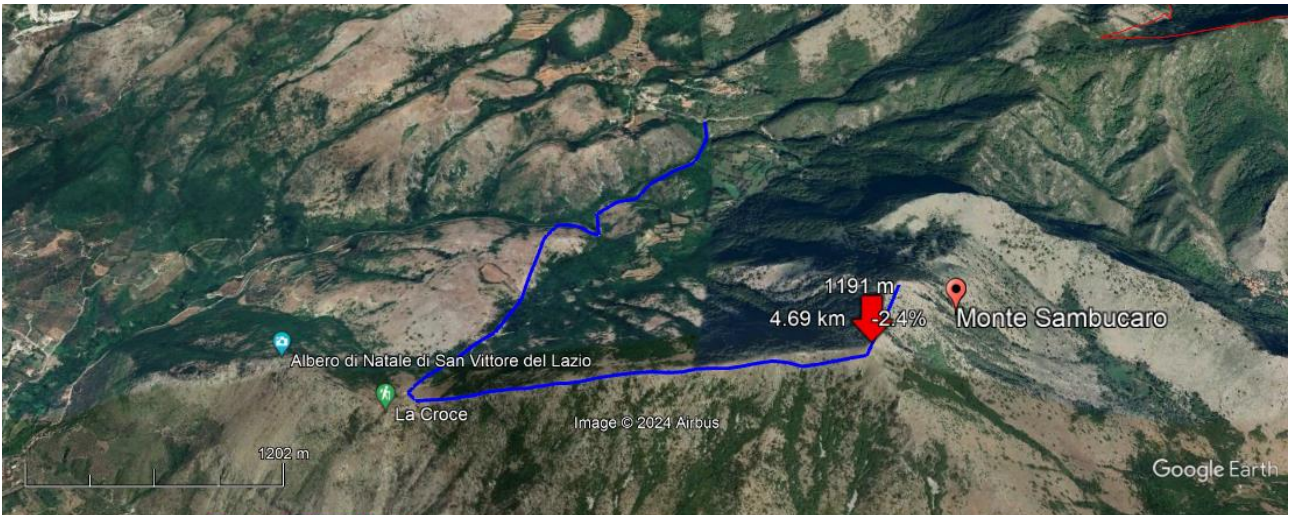 1191 m
4.69 km -2.4%
Monte Sambucaro
Albero di Natale di San Vittore del Lazio
La Croce
Image © 2024 Airbus
1202 m
Google Earth